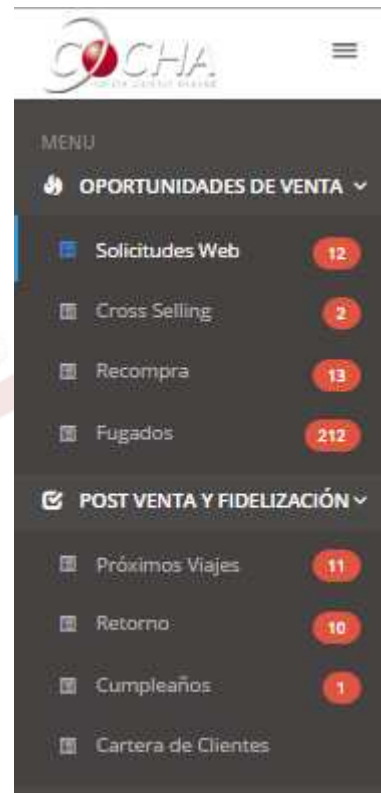 COCHA
MENU
OPORTUNIDADES DE VENTA
Solicitudes Web 12
Cross Selling 2
Recompra 13
Fugados 212
POST VENTA Y FIDELIZACIÓN
Próximos Viajes 11
Retorno 10
Cumpleaños 1
Cartera de Clientes